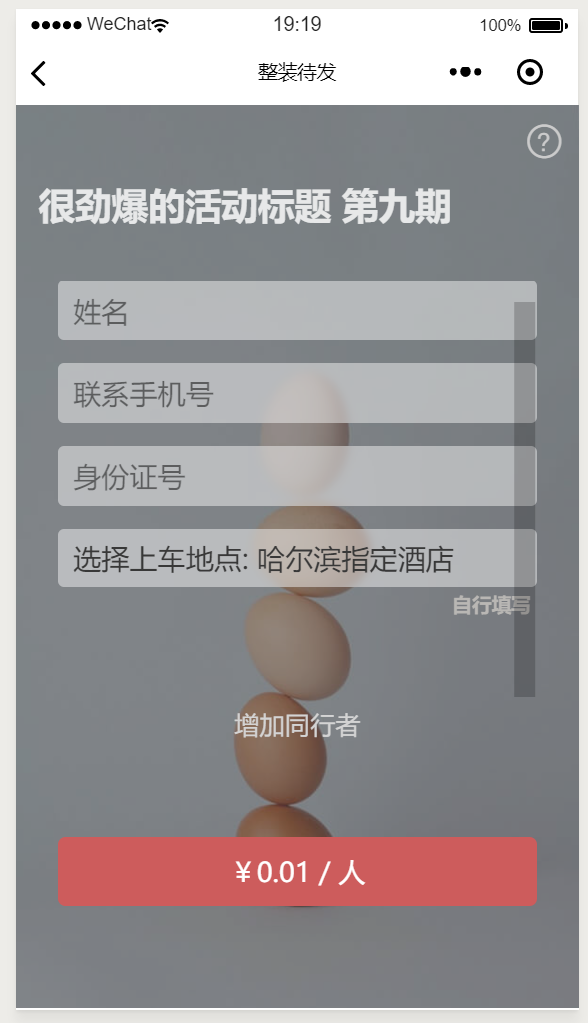 WeChat 19:19 100%
整装待发
?
很劲爆的活动标题 第九期
姓名
联系手机号
身份证号
选择上车地点: 哈尔滨指定酒店
自行填写
增加同行者
￥0.01 / 人